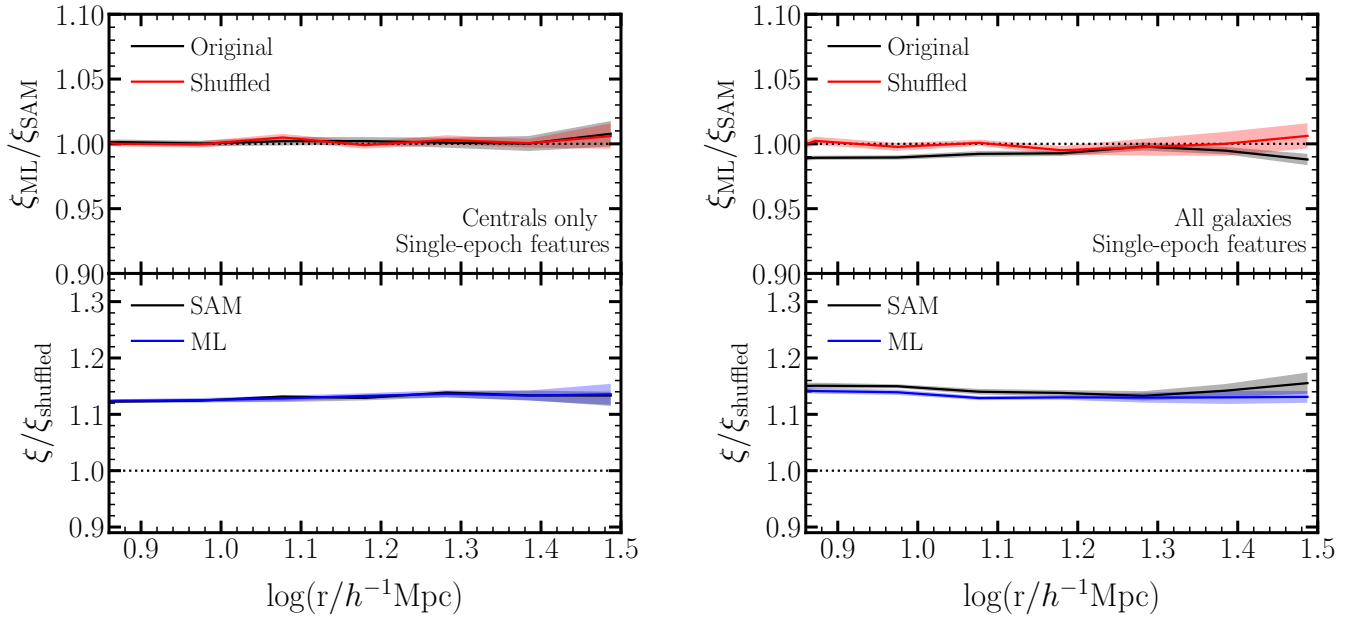 1.10
1.05
1.00
0.95
0.90
ξML/ξSAM
Original
Shuffled
Centrals only
Single-epoch features
1.3
1.2
1.1
1.0
0.9
ξ/ξshuffled
SAM
ML
0.9 1.0 1.1 1.2 1.3 1.4 1.5
log(r/h⁻¹Mpc)
1.10
1.05
1.00
0.95
0.90
ξML/ξSAM
Original
Shuffled
All galaxies
Single-epoch features
1.3
1.2
1.1
1.0
0.9
ξ/ξshuffled
SAM
ML
0.9 1.0 1.1 1.2 1.3 1.4 1.5
log(r/h⁻¹Mpc)